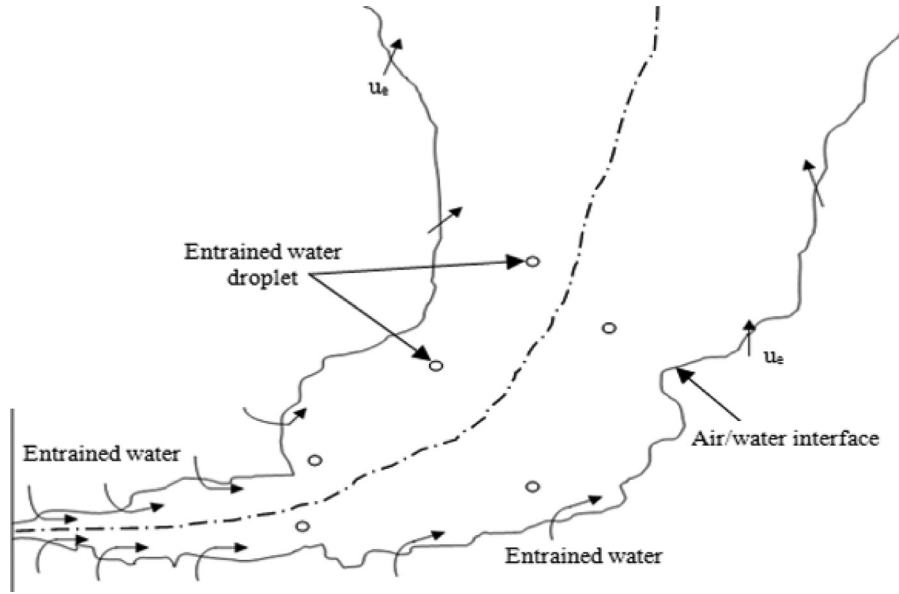 uₑ
Entrained water
droplet
uₑ
Air/water interface
Entrained water
Entrained water